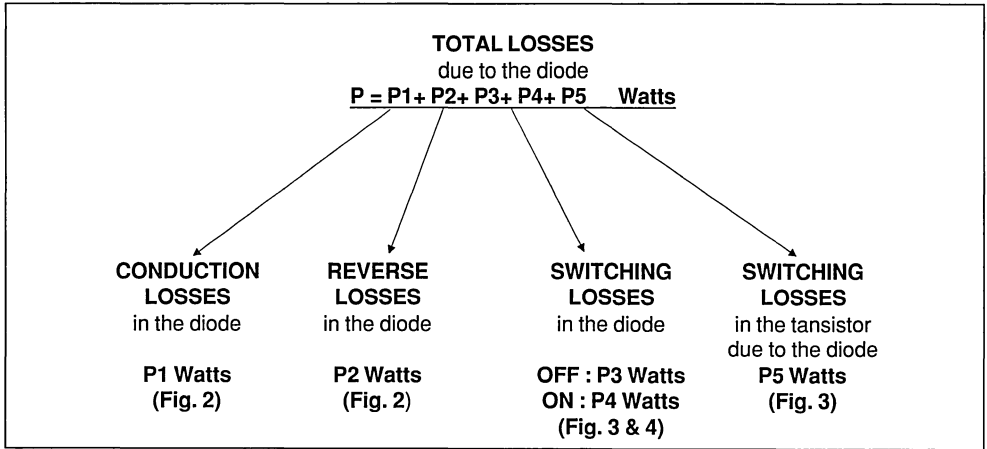 TOTAL LOSSES
due to the diode
P = P1+ P2+ P3+ P4+ P5 Watts
CONDUCTION
LOSSES
in the diode
P1 Watts
(Fig. 2)
REVERSE
LOSSES
in the diode
P2 Watts
(Fig. 2)
SWITCHING
LOSSES
in the diode
OFF : P3 Watts
ON : P4 Watts
(Fig. 3 & 4)
SWITCHING
LOSSES
in the tansistor
due to the diode
P5 Watts
(Fig. 3)